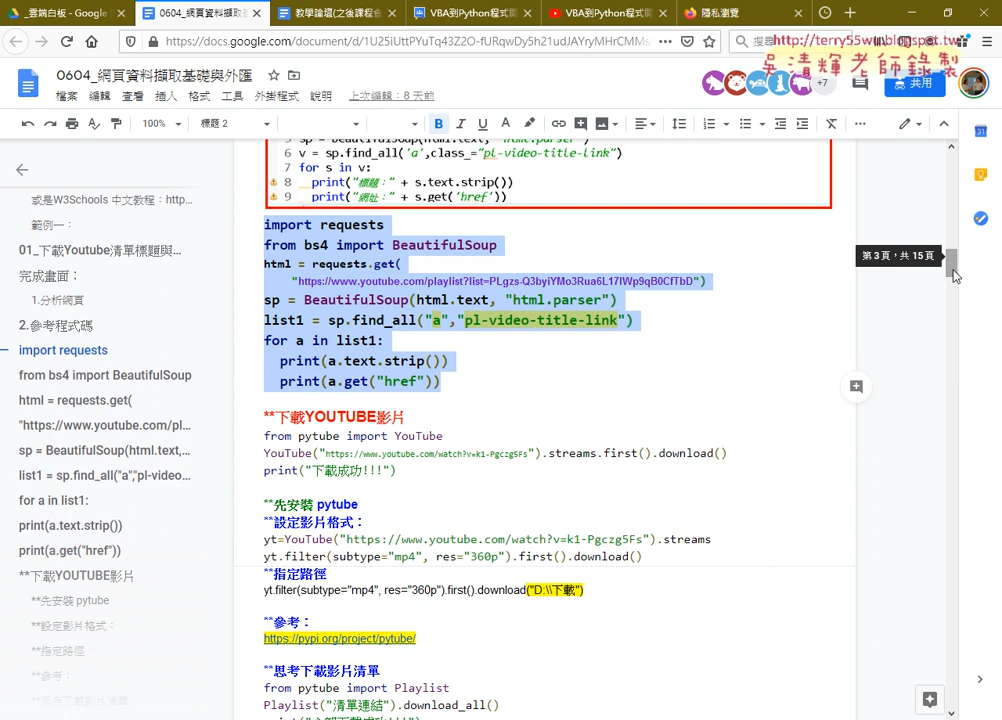 _雲端白板 - Google
0604_網頁資料擷取基
教學論壇(之後課程會
VBA到Python程式開
VBA到Python程式開
隱私瀏覽
https://docs.google.com/document/d/1U25iUttPYuTq43Z2O-fURqwDy5h21udJAYryMHrCMMs
http://terry55wu.blogspot.tw
吳清輝老師錄製
0604_網頁資料擷取基礎與外匯
檔案 編輯 查看 插入 格式 工具 外掛程式 說明 上次編輯：8 天前
+7
共用
100% 標題 2 B I U A
或是W3Schools 中文教程：http...
範例一：
01_下載Youtube清單標題與...
完成畫面：
1.分析網頁
2.參考程式碼
import requests
from bs4 import BeautifulSoup
html = requests.get(
"https://www.youtube.com/pl...
sp = BeautifulSoup(html.text,...
list1 = sp.find_all("a","pl-video...
for a in list1:
print(a.text.strip())
print(a.get("href"))
**下載YOUTUBE影片
**先安裝 pytube
**設定影片格式：
**指定路徑
**參考：
**思考下載影片清單
5 sp = BeautifulSoup(html.text, "html.parser")
6 v = sp.find_all('a',class_="pl-video-title-link")
7 for s in v:
8 print("標題：" + s.text.strip())
9 print("網址：" + s.get('href'))
import requests
from bs4 import BeautifulSoup
html = requests.get(
"https://www.youtube.com/playlist?list=PLgzs-Q3byiYMo3Rua6L17lWp9qB0CfTbD")
sp = BeautifulSoup(html.text, "html.parser")
list1 = sp.find_all("a","pl-video-title-link")
for a in list1:
print(a.text.strip())
print(a.get("href"))
**下載YOUTUBE影片
from pytube import YouTube
YouTube("https://www.youtube.com/watch?v=k1-Pgczg5Fs").streams.first().download()
print("下載成功!!!")
**先安裝 pytube
**設定影片格式：
yt=YouTube("https://www.youtube.com/watch?v=k1-Pgczg5Fs").streams
yt.filter(subtype="mp4", res="360p").first().download()
**指定路徑
yt.filter(subtype="mp4", res="360p").first().download("D:\\下載")
**參考：
https://pypi.org/project/pytube/
**思考下載影片清單
from pytube import Playlist
Playlist("清單連結").download_all()
第 3 頁，共 15 頁